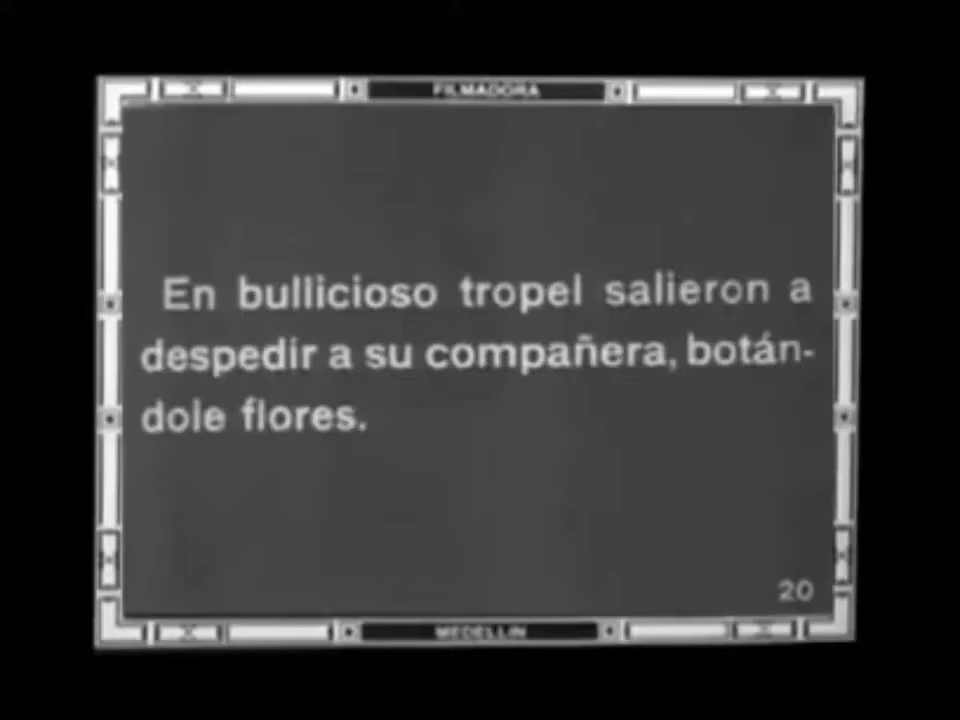 FILMADORA
En bullicioso tropel salieron a
despedir a su compañera, botán-
dole flores.
20
MEDELLIN